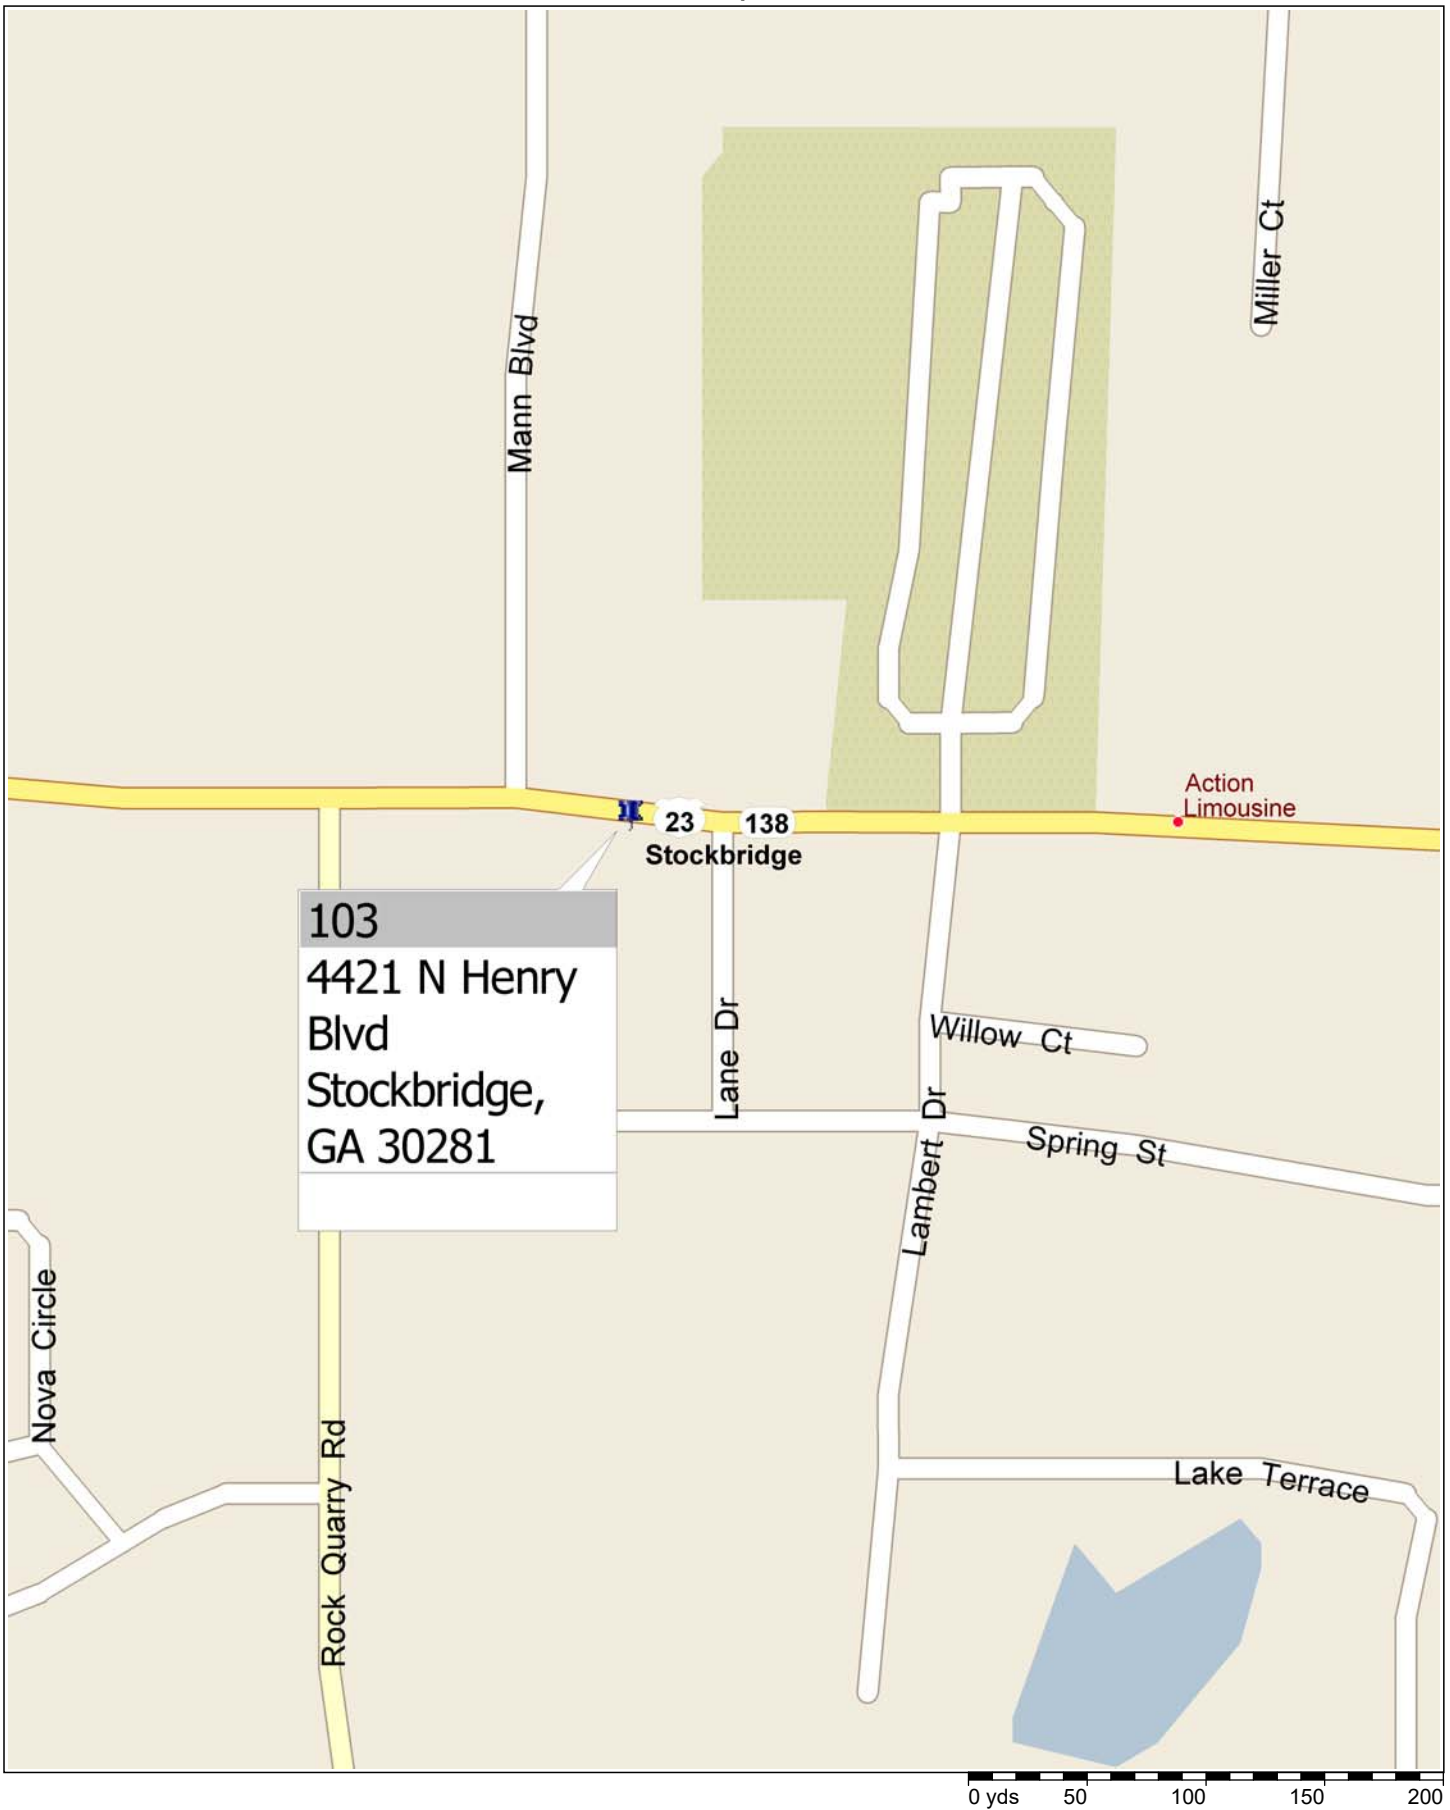 Miller Ct
Mann Blvd
Action
Limousine
23
138
Stockbridge
103
4421 N Henry
Blvd
Stockbridge,
GA 30281
Lane Dr
Willow Ct
Lambert Dr
Spring St
Nova Circle
Rock Quarry Rd
Lake Terrace
0 yds 50 100 150 200